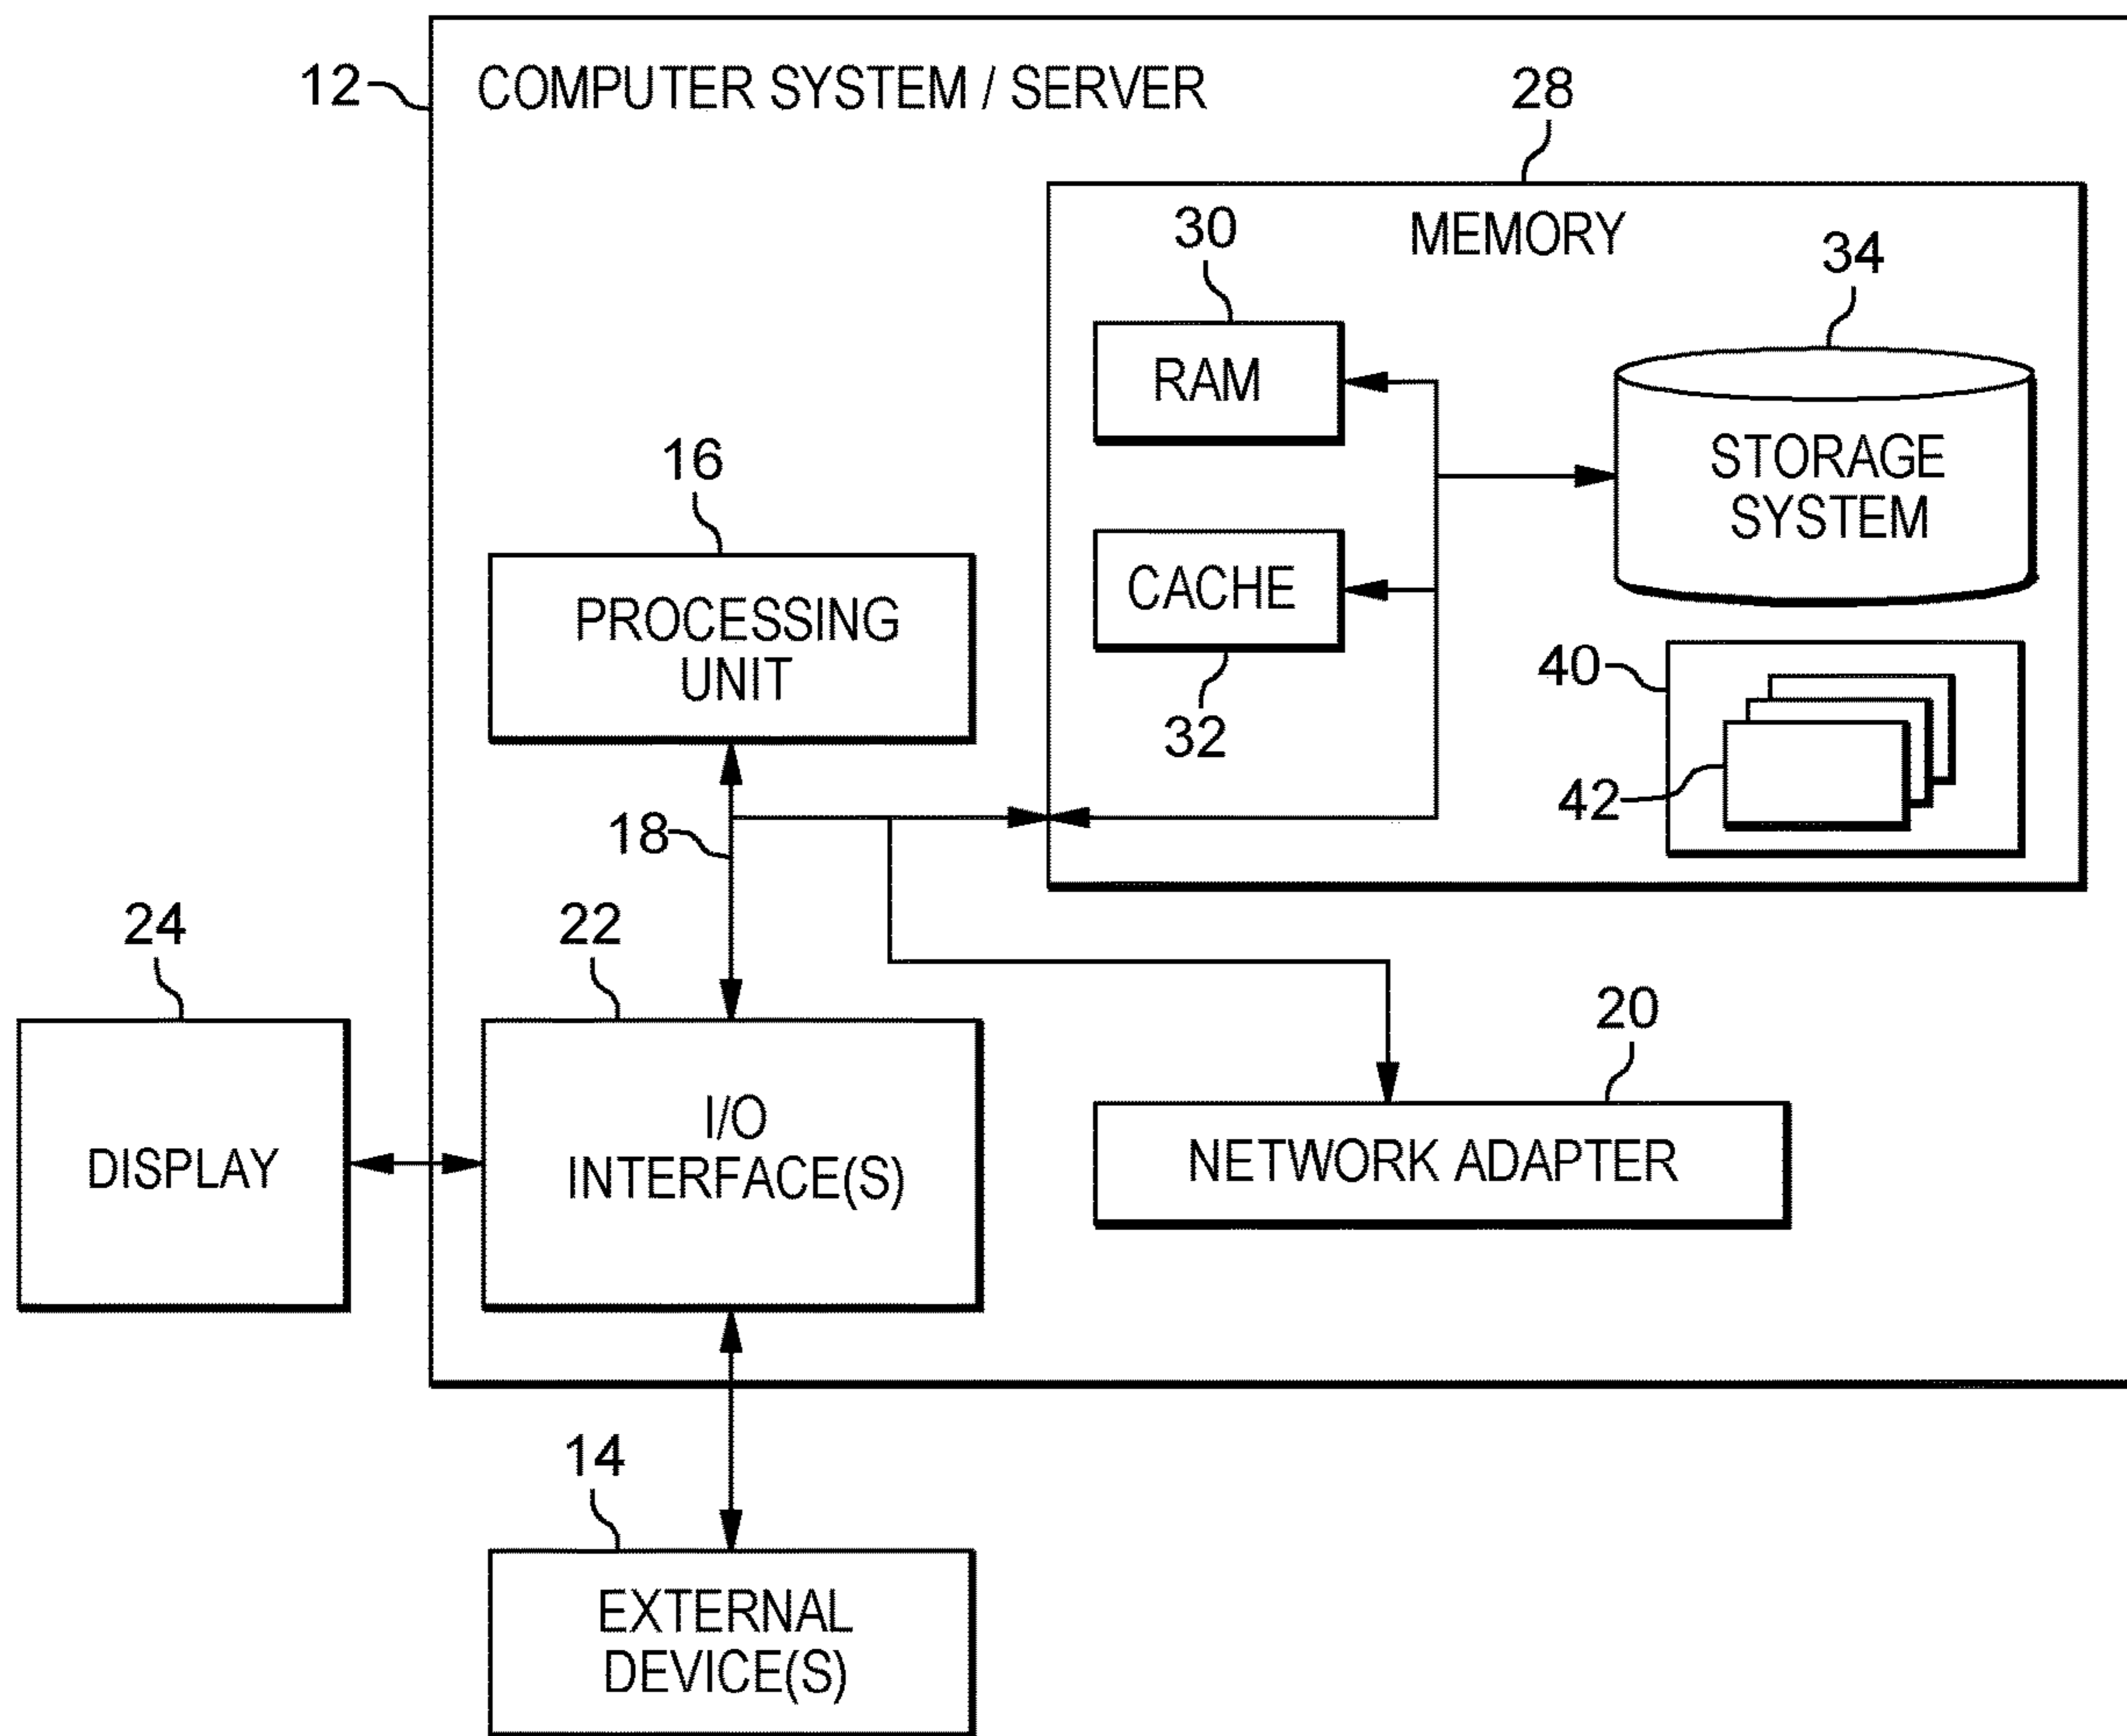 12
COMPUTER SYSTEM / SERVER
28
MEMORY
30
RAM
34
STORAGE
SYSTEM
16
PROCESSING
UNIT
CACHE
32
40
42
18
24
DISPLAY
22
I/O
INTERFACE(S)
20
NETWORK ADAPTER
14
EXTERNAL
DEVICE(S)